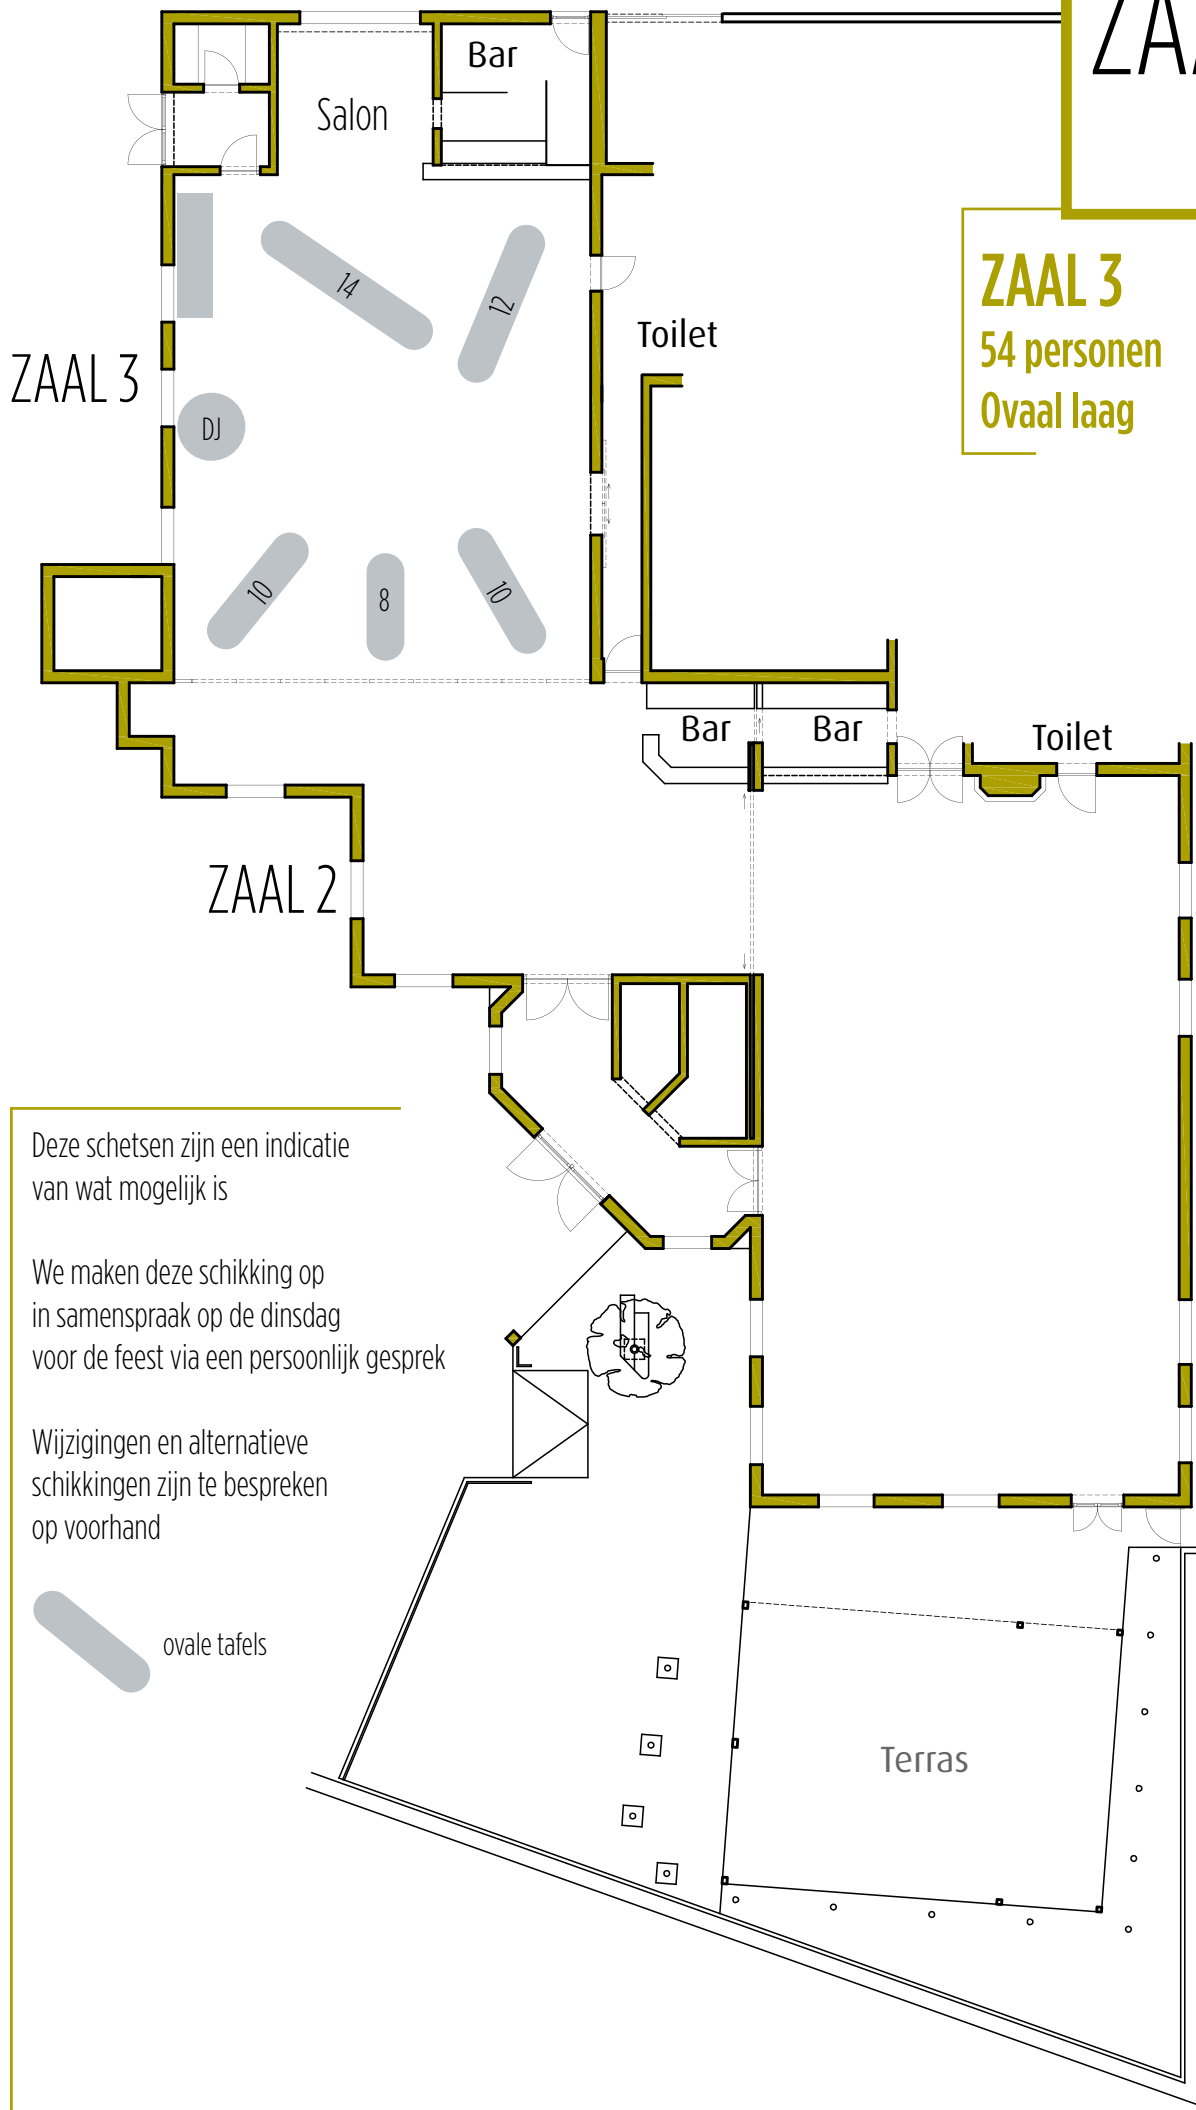 ZAA
Bar
Salon
ZAAL 3
54 personen
Ovaal laag
14
12
Toilet
ZAAL 3
DJ
10
8
10
Bar
Bar
Toilet
ZAAL 2
Deze schetsen zijn een indicatie
van wat mogelijk is
We maken deze schikking op
in samenspraak op de dinsdag
voor de feest via een persoonlijk gesprek
Wijzigingen en alternatieve
schikkingen zijn te bespreken
op voorhand
ovale tafels
Terras